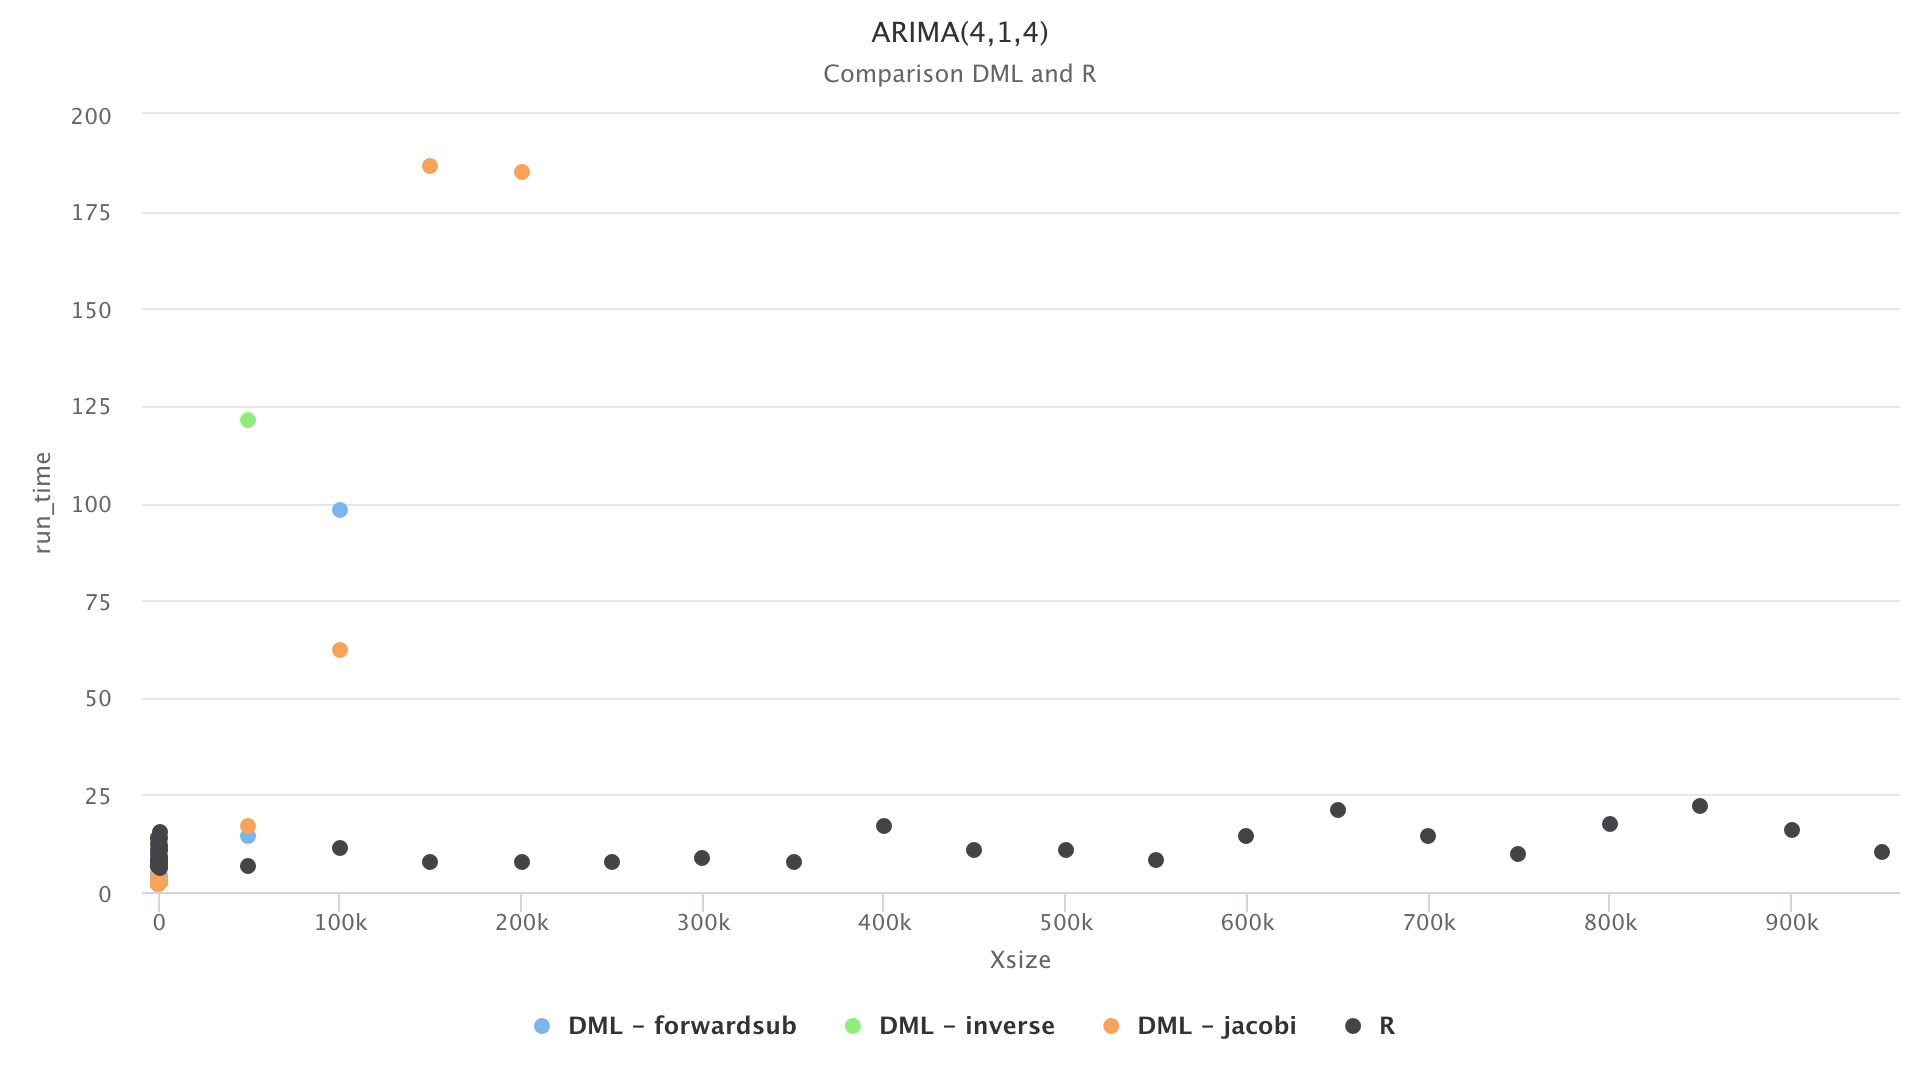 ARIMA(4,1,4)
Comparison DML and R
200
175
150
125
100
75
50
25
0
run_time
0 100k 200k 300k 400k 500k 600k 700k 800k 900k
Xsize
DML - forwardsub DML - inverse DML - jacobi R